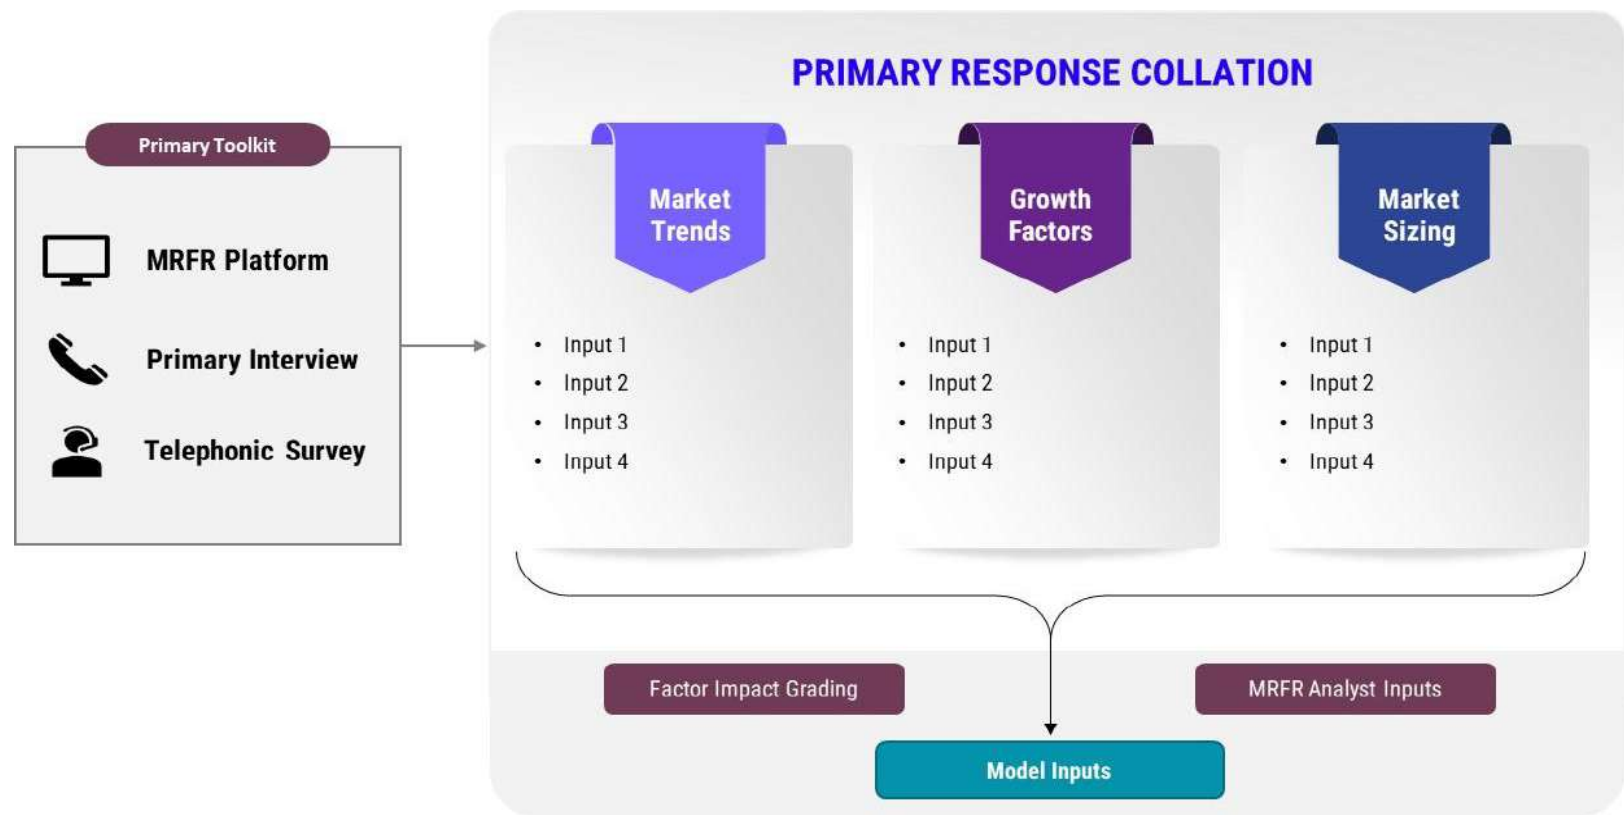 PRIMARY RESPONSE COLLATION
Primary Toolkit
MRFR Platform
Primary Interview
Telephonic Survey
Market
Trends
• Input 1
• Input 2
• Input 3
• Input 4
Growth
Factors
• Input 1
• Input 2
• Input 3
• Input 4
Market
Sizing
• Input 1
• Input 2
• Input 3
• Input 4
Factor Impact Grading
MRFR Analyst Inputs
Model Inputs